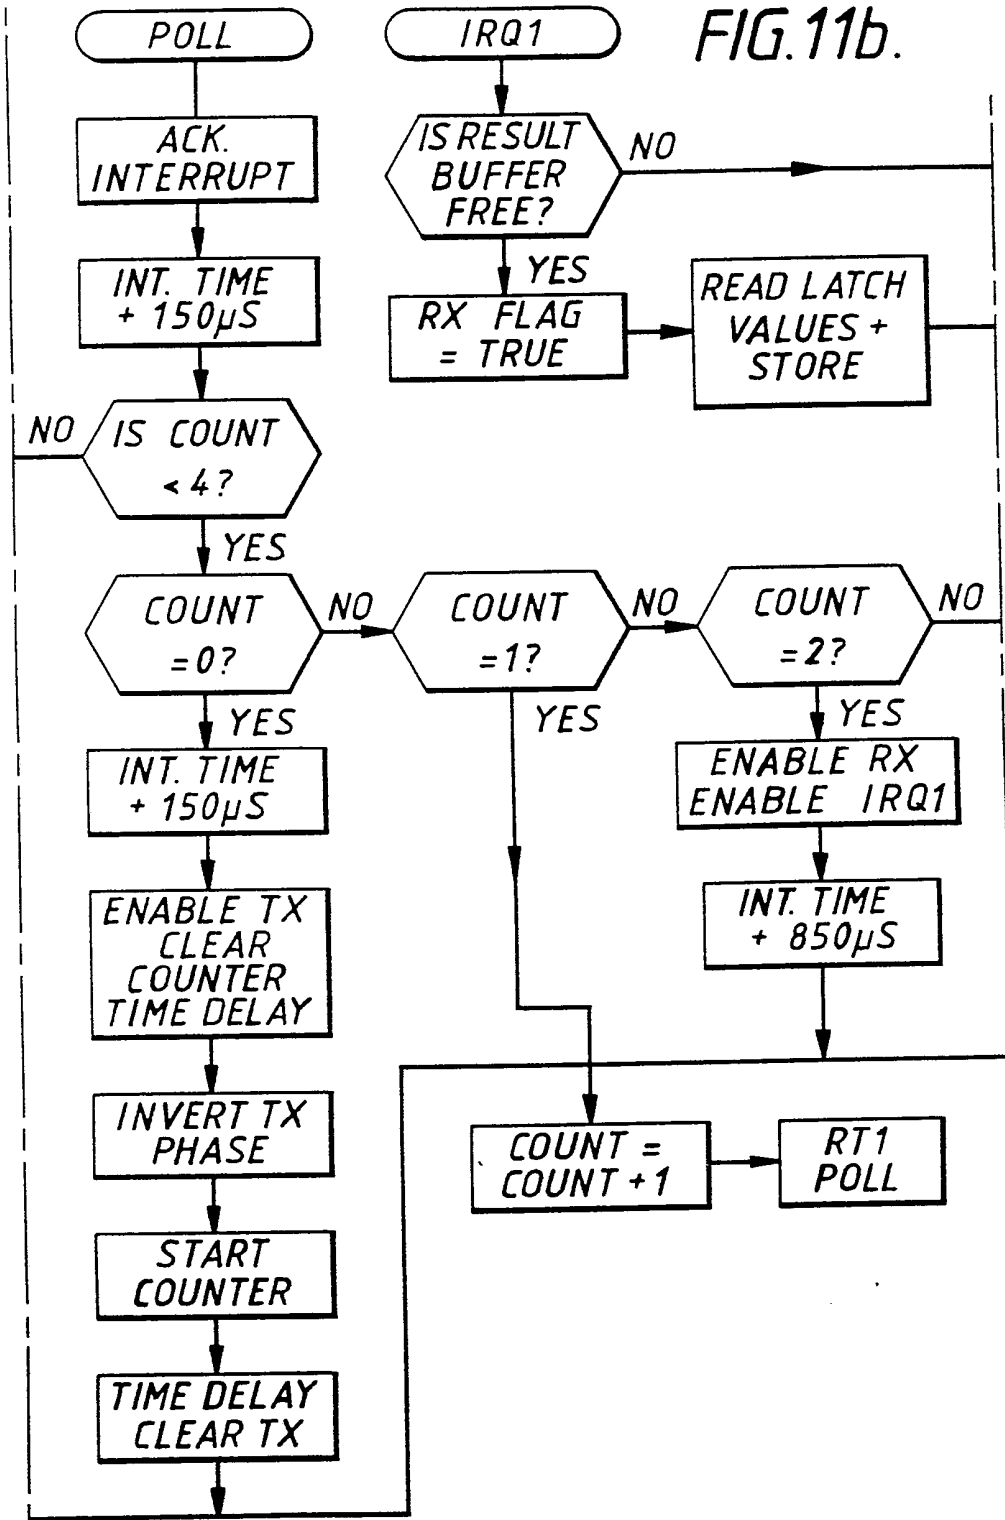 FIG.11b.
POLL
ACK.
INTERRUPT
INT. TIME
+ 150µS
IS COUNT
< 4?
NO
YES
COUNT
=0?
NO
YES
INT. TIME
+ 150µS
ENABLE TX
CLEAR
COUNTER
TIME DELAY
INVERT TX
PHASE
START
COUNTER
TIME DELAY
CLEAR TX
IRQ1
IS RESULT
BUFFER
FREE?
NO
YES
RX FLAG
= TRUE
READ LATCH
VALUES +
STORE
COUNT
=1?
NO
YES
COUNT
=2?
NO
YES
ENABLE RX
ENABLE IRQ1
INT. TIME
+ 850µS
COUNT =
COUNT + 1
RT1
POLL